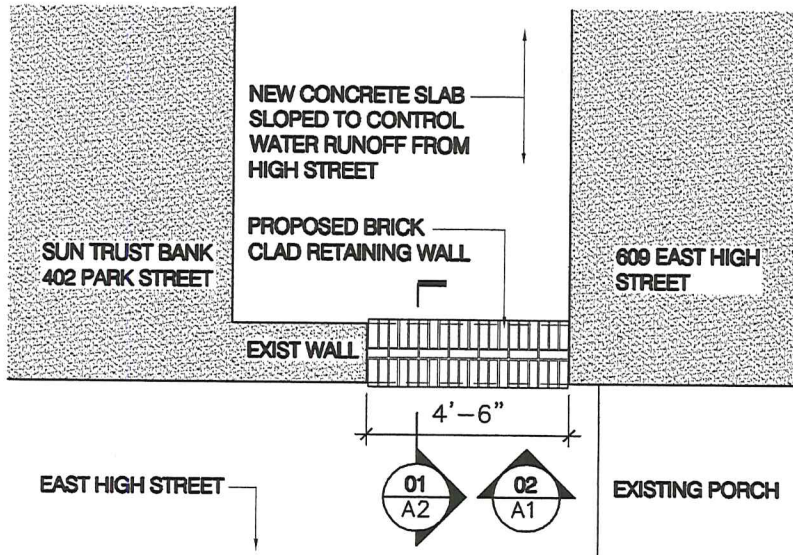 NEW CONCRETE SLAB
SLOPED TO CONTROL
WATER RUNOFF FROM
HIGH STREET
PROPOSED BRICK
CLAD RETAINING WALL
SUN TRUST BANK
402 PARK STREET
609 EAST HIGH
STREET
EXIST WALL
4'-6"
EAST HIGH STREET
01
A2
02
A1
EXISTING PORCH